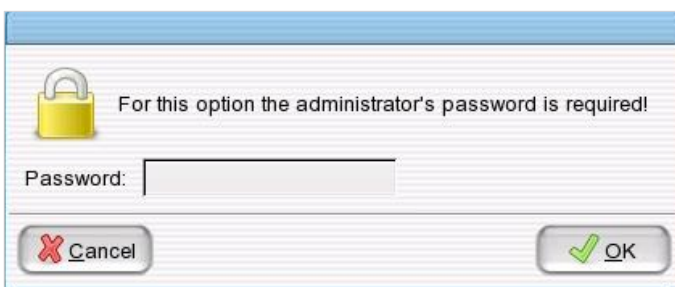 For this option the administrator's password is required!
Password:
Cancel
OK